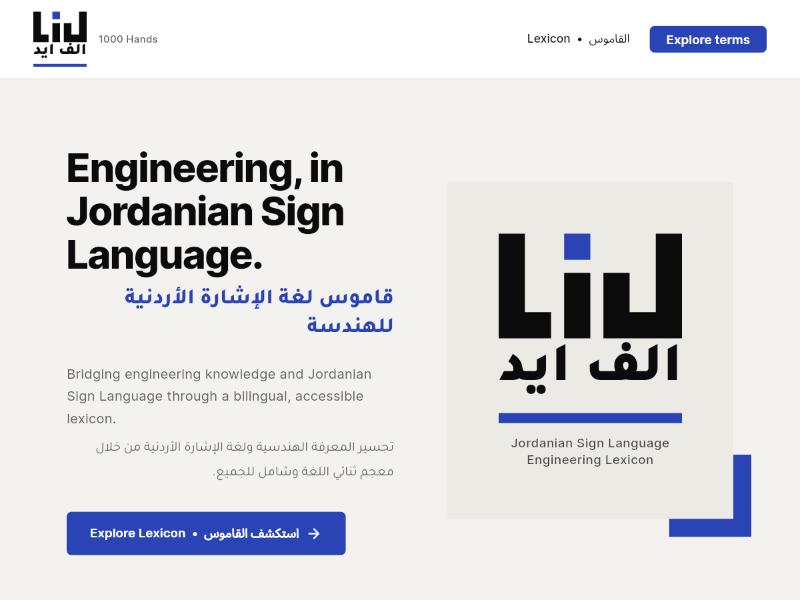 الف ايد
1000 Hands
Lexicon • القاموس
Explore terms
Engineering, in
Jordanian Sign
Language.
قاموس لغة الإشارة الأردنية
للهندسة
Bridging engineering knowledge and Jordanian
Sign Language through a bilingual, accessible
lexicon.
تجسير المعرفة الهندسية ولغة الإشارة الأردنية من خلال
معجم ثنائي اللغة وشامل للجميع.
Explore Lexicon • استكشف القاموس →
الف ايد
Jordanian Sign Language
Engineering Lexicon